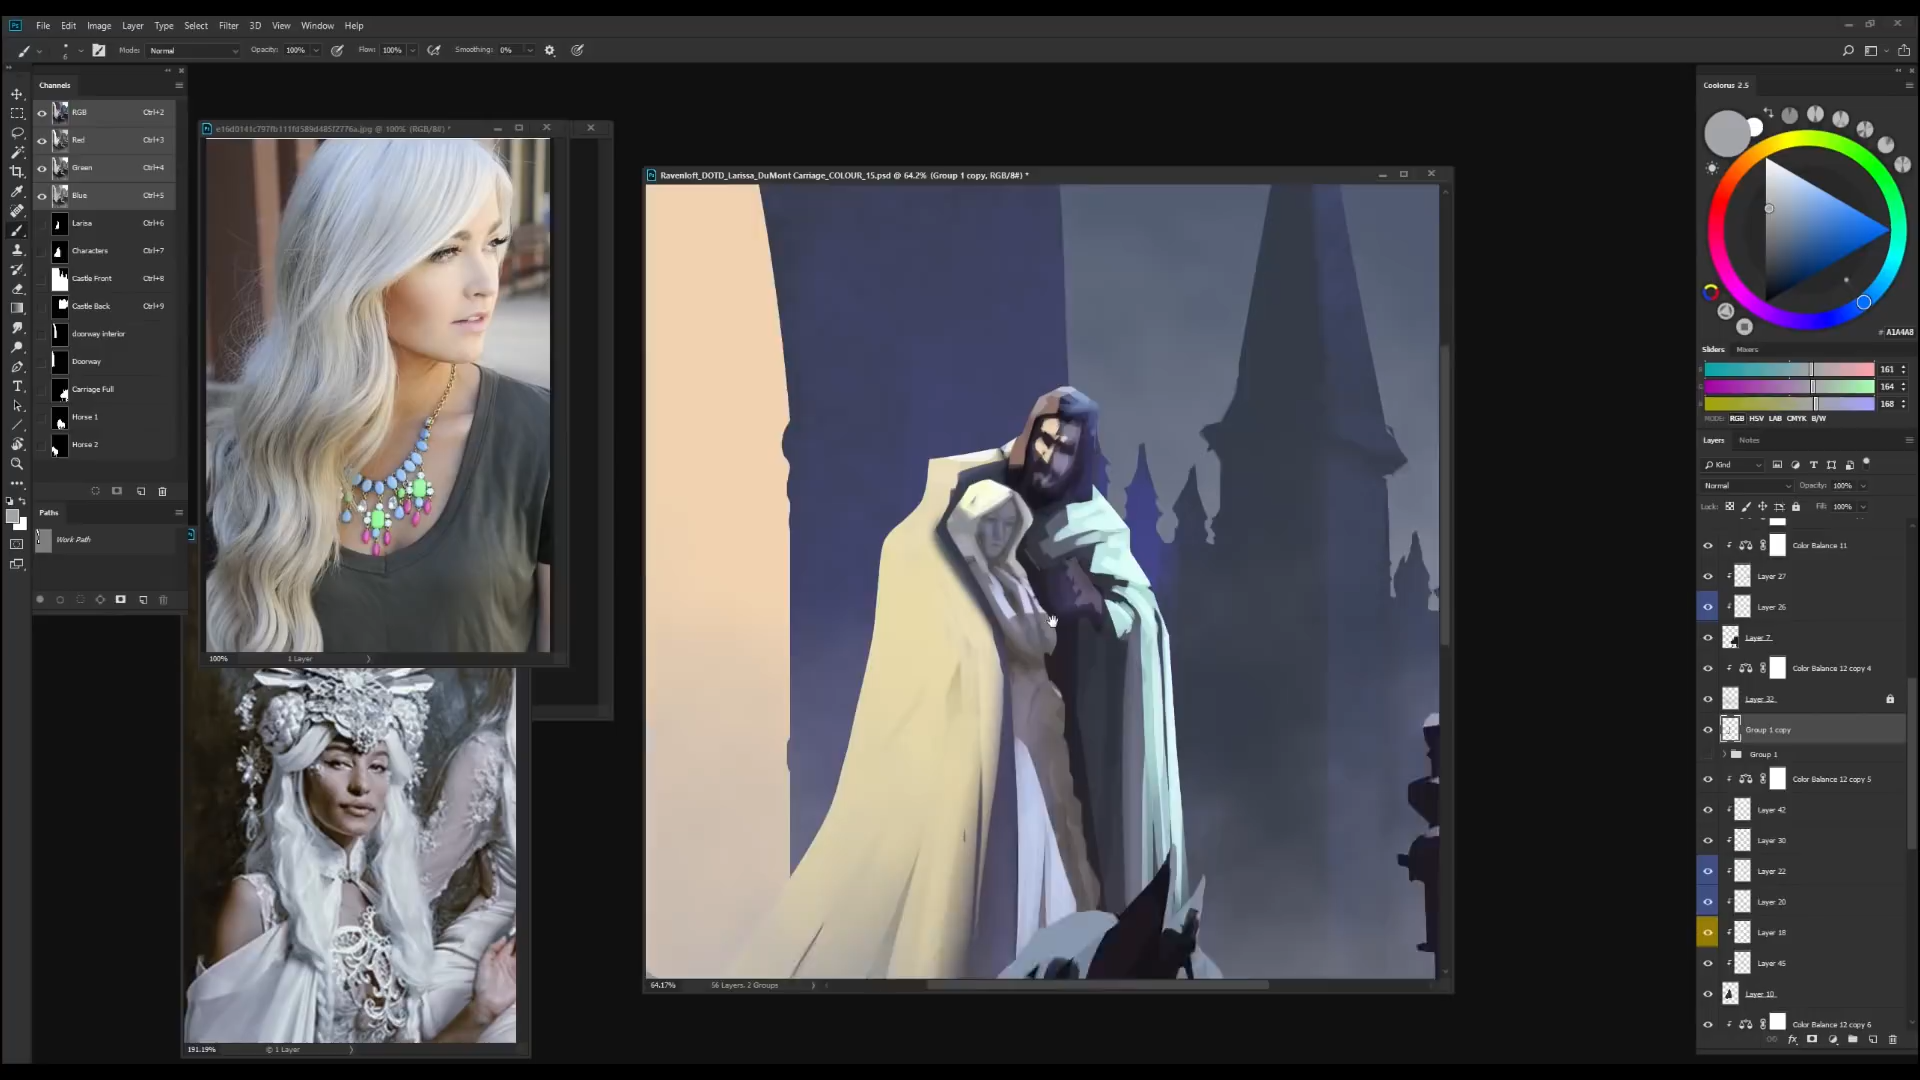 Ps File Edit Image Layer Type Select Filter 3D View Window Help
6 Mode: Normal Opacity: 100% Flow: 100% Smoothing: 0%
Channels
RGB Ctrl+2
Red Ctrl+3
Green Ctrl+4
Blue Ctrl+5
Larisa Ctrl+6
Characters Ctrl+7
Castle Front Ctrl+8
Castle Back Ctrl+9
doorway interior
Doorway
Carriage Full
Horse 1
Horse 2
Paths
Work Path
(RGB/8#) *
100% 1 Layer
191.19% © 1 Layer
Ravenloft_DOTD_Larissa_DuMont Carriage_COLOUR_15.psd @ 64.2% (Group 1 copy, RGB/8#) *
64.17% 56 Layers, 2 Groups
Coolorus 2.5
# A1A4A8
Sliders Mixers
161
164
168
MODE: RGB HSV LAB CMYK B/W
Layers Notes
Kind
Normal Opacity: 100%
Lock: Fill: 100%
Color Balance 11
Layer 27
Layer 26
Layer 7
Color Balance 12 copy 4
Layer 32
Group 1 copy
Group 1
Color Balance 12 copy 5
Layer 42
Layer 30
Layer 22
Layer 20
Layer 18
Layer 45
Layer 10
Color Balance 12 copy 6
fx